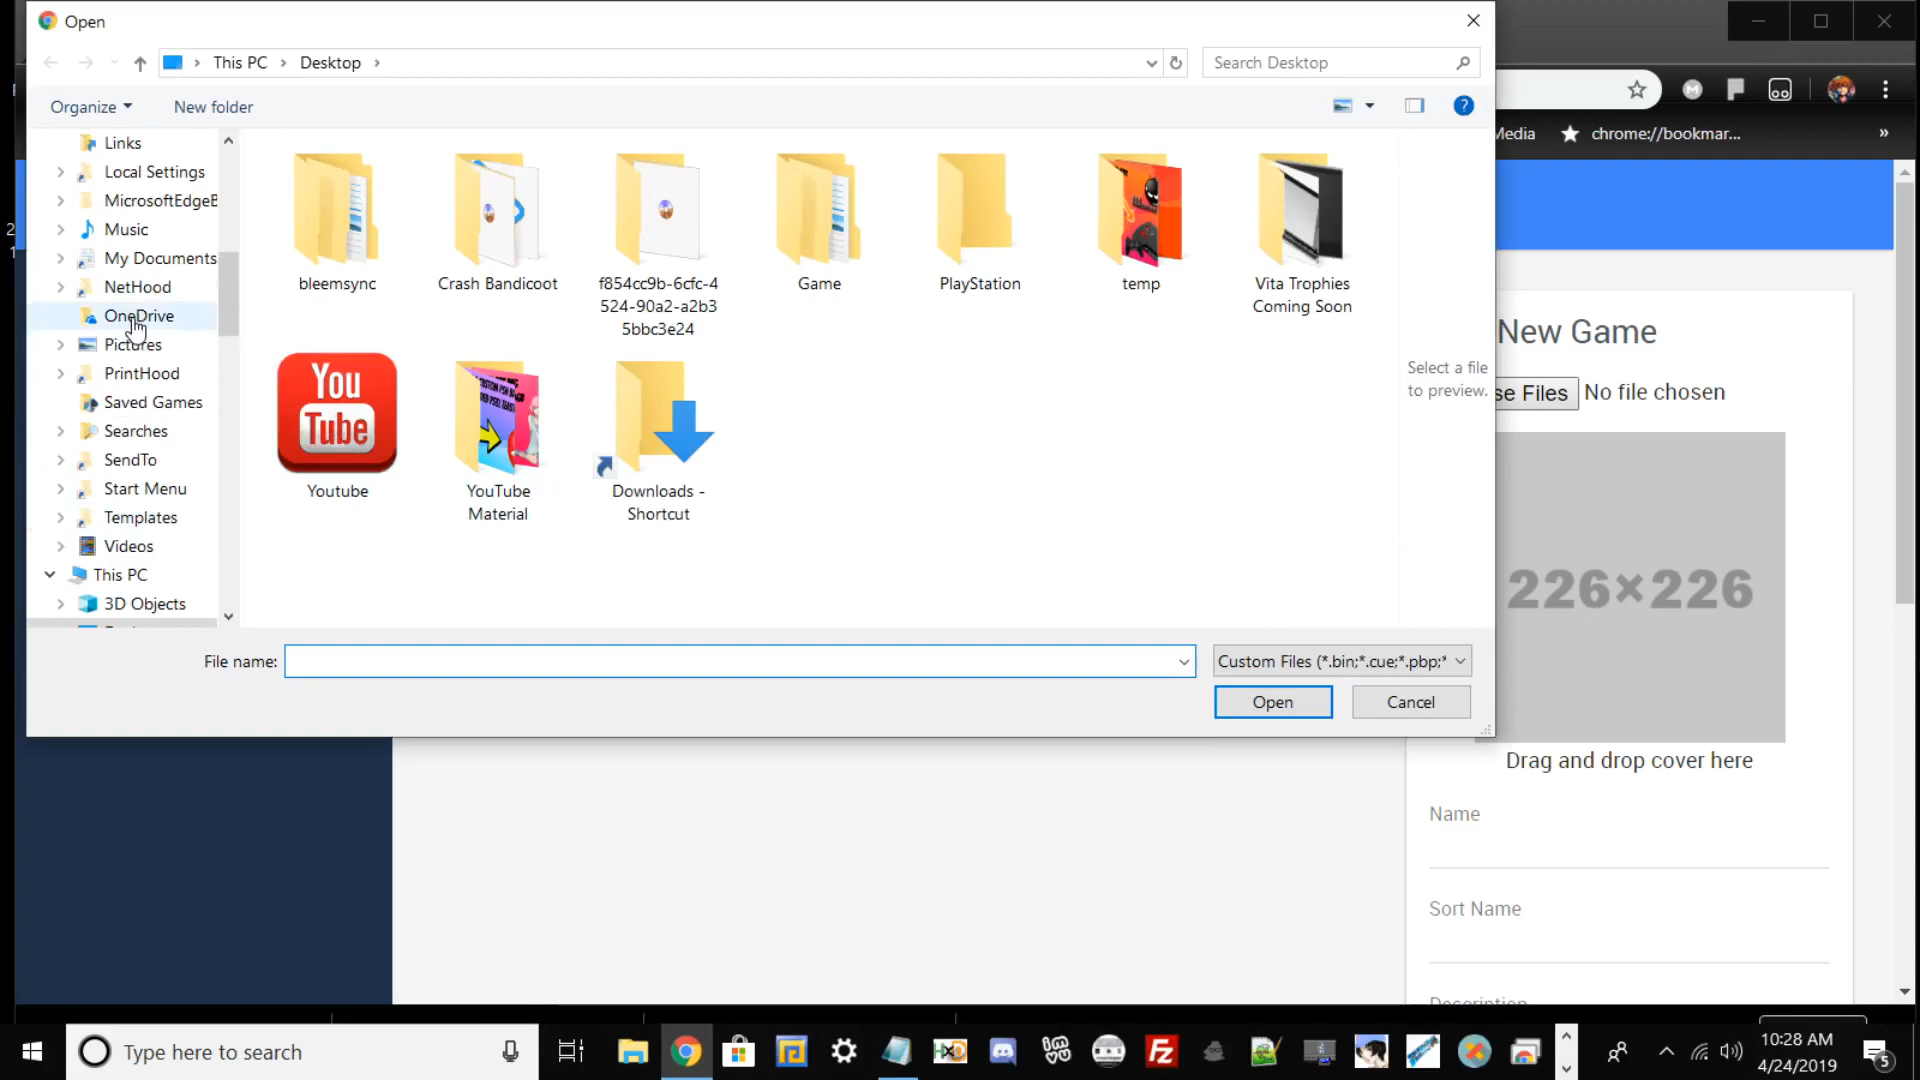 Open
This PC
Desktop
Search Desktop
Organize
New folder
Links
Local Settings
MicrosoftEdgeB
Music
My Documents
NetHood
OneDrive
Pictures
PrintHood
Saved Games
Searches
SendTo
Start Menu
Templates
Videos
This PC
3D Objects
bleemsync
Crash Bandicoot
f854cc9b-6cfc-4
524-90a2-a2b3
5bbc3e24
Game
PlayStation
temp
Vita Trophies
Coming Soon
You
Tube
Youtube
YouTube
Material
Downloads -
Shortcut
Select a file
to preview.
File name:
Custom Files (*.bin;*.cue;*.pbp;*
Open
Cancel
Media
chrome://bookmar...
»
New Game
se Files
No file chosen
226×226
Drag and drop cover here
Name
Sort Name
Description
Type here to search
10:28 AM
4/24/2019
5